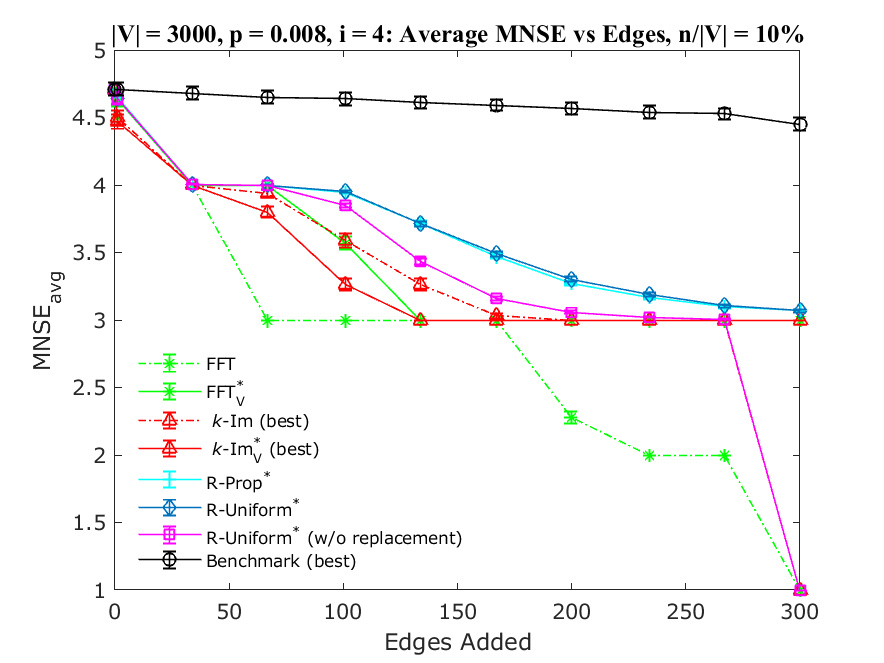 |V| = 3000, p = 0.008, i = 4: Average MNSE vs Edges, n/|V| = 10%
5
4.5
4
3.5
3
2.5
2
1.5
1
MNSE_avg
FFT
FFT*_V
k-Im (best)
k-Im*_V (best)
R-Prop*
R-Uniform*
R-Uniform* (w/o replacement)
Benchmark (best)
0 50 100 150 200 250 300
Edges Added